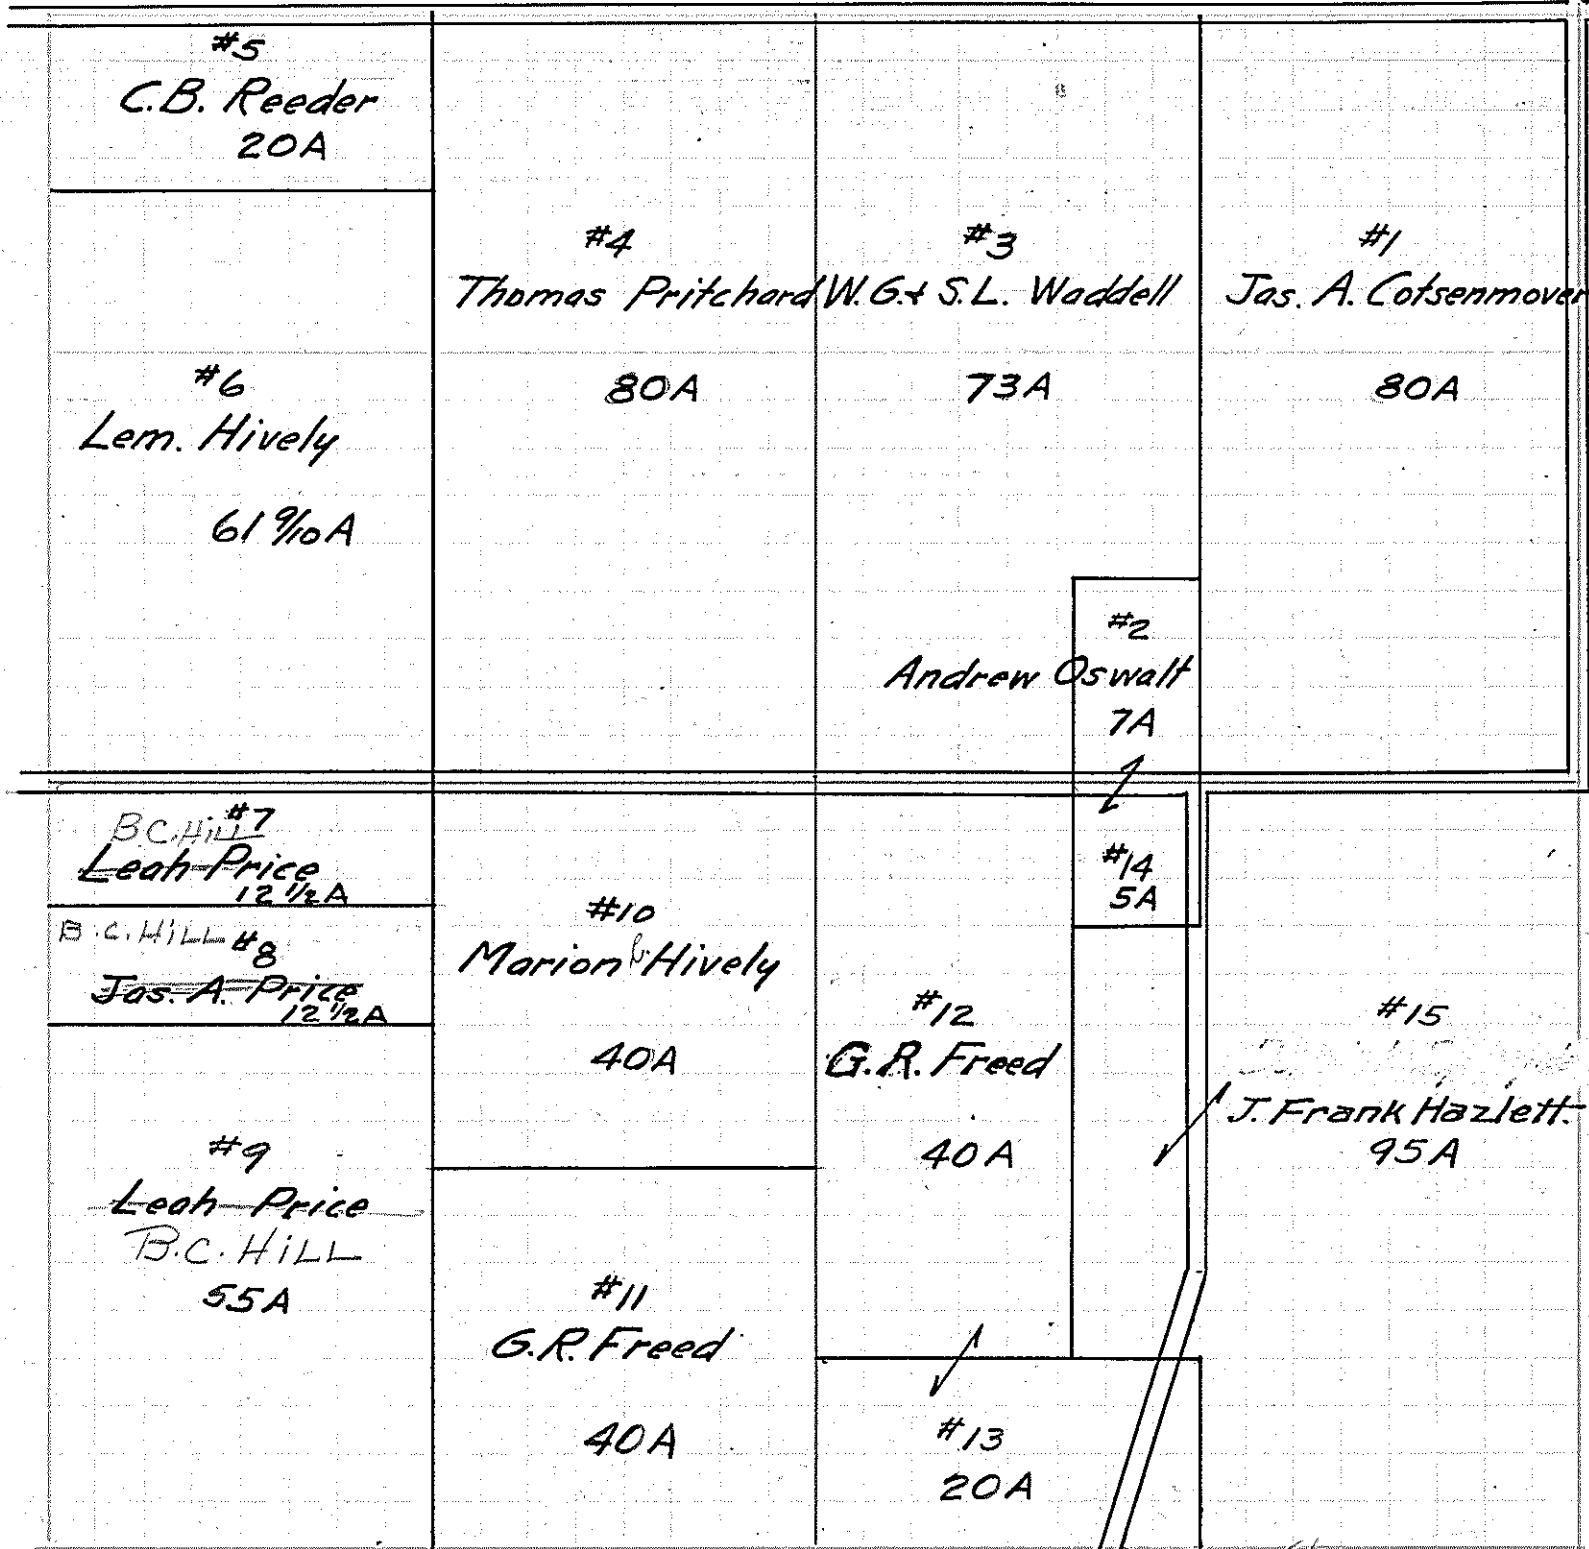 #5
C.B. Reeder
20A
#4
Thomas Pritchard
80A
#3
W.G. & S.L. Waddell
73A
#1
Jas. A. Cotsenmover
80A
#6
Lem. Hively
61 9/10 A
#2
Andrew Oswalt
7A
#7
B.C. Hill
Leah Price
12 1/2 A
B.C. HILL #8
Jas. A. Price
12 1/2 A
#9
Leah Price
B.C. HILL
55A
#10
Marion Hively
40A
#11
G.R. Freed
40A
#12
G.R. Freed
40A
#14
5A
#13
20A
#15
J. Frank Hazlett
95A